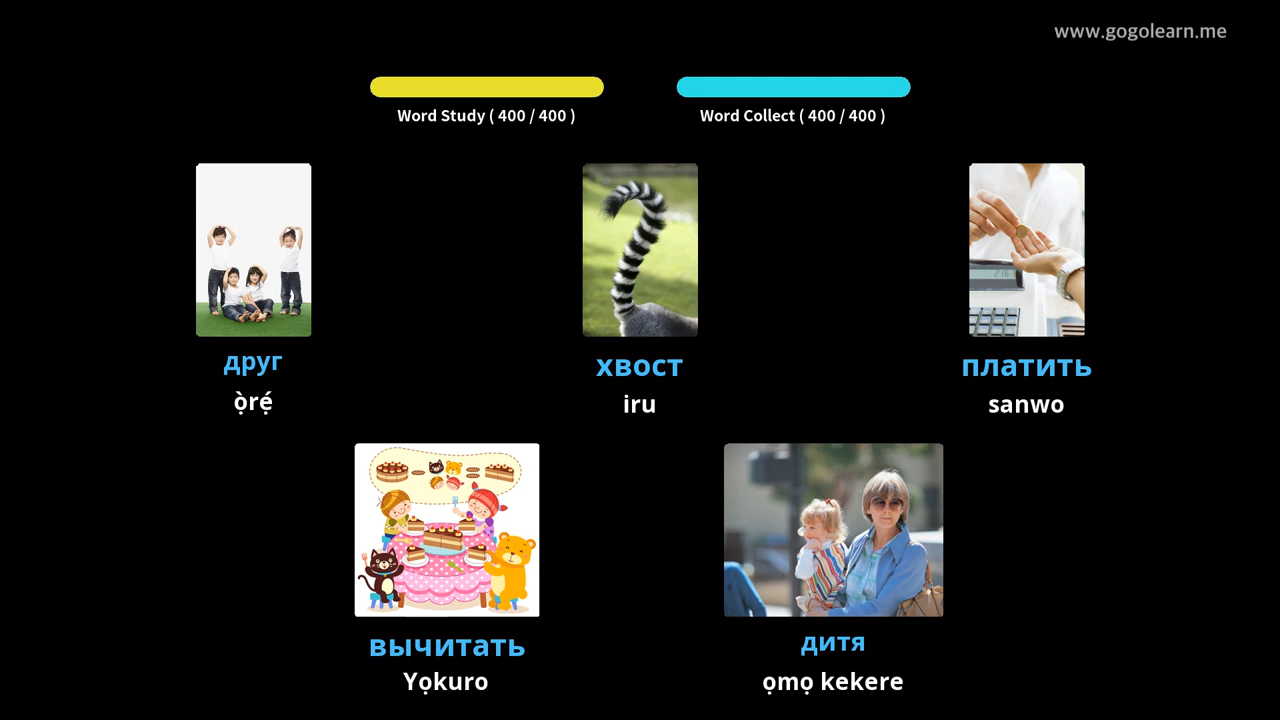 www.gogolearn.me
Word Study ( 400 / 400 )
Word Collect ( 400 / 400 )
друг
хвост
платить
ọ̀rẹ́
iru
sanwo
вычитать
дитя
Yọkuro
ọmọ kekere